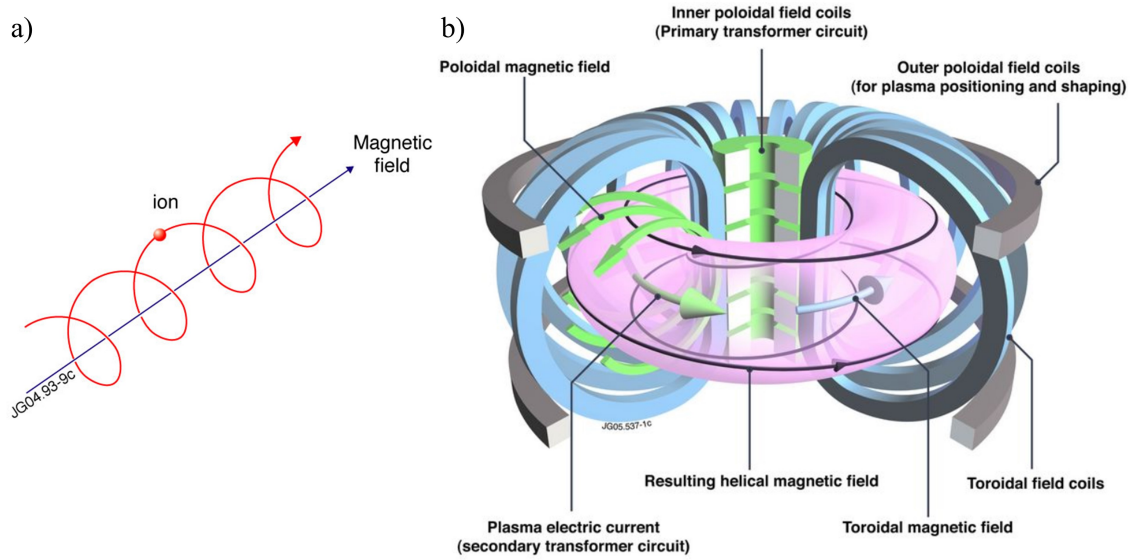 a)
ion
Magnetic
field
JG04.93-9c
b)
Inner poloidal field coils
(Primary transformer circuit)
Poloidal magnetic field
Outer poloidal field coils
(for plasma positioning and shaping)
JG05.537-1c
Resulting helical magnetic field
Toroidal field coils
Plasma electric current
(secondary transformer circuit)
Toroidal magnetic field